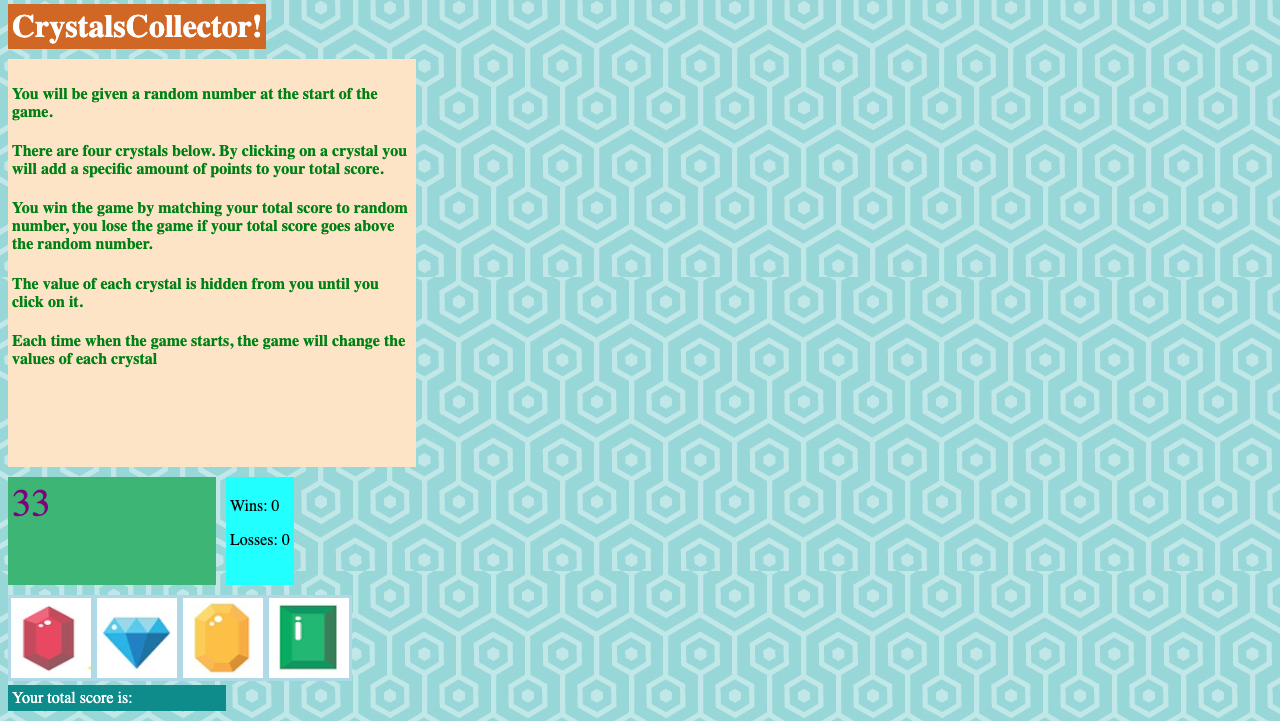 CrystalsCollector!
You will be given a random number at the start of the
game.
There are four crystals below. By clicking on a crystal you
will add a specific amount of points to your total score.
You win the game by matching your total score to random
number, you lose the game if your total score goes above
the random number.
The value of each crystal is hidden from you until you
click on it.
Each time when the game starts, the game will change the
values of each crystal
33
Wins: 0
Losses: 0
Your total score is: